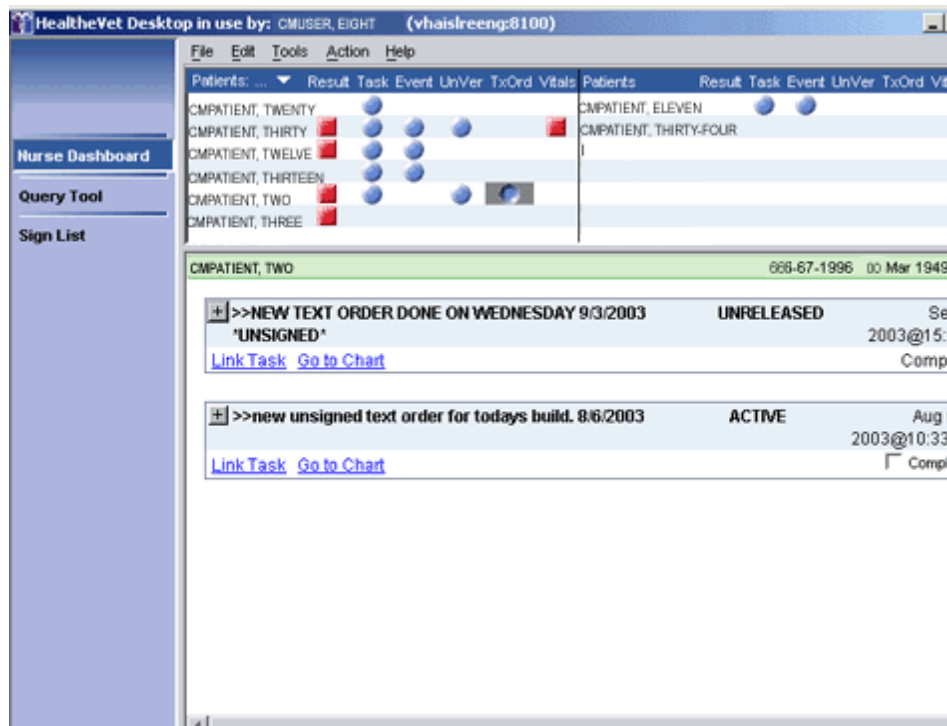 HealtheVet Desktop in use by: CMUSER, EIGHT (vhaislreeng:8100)
File Edit Tools Action Help
Patients: ... Result Task Event UnVer TxOrd Vitals Patients Result Task Event UnVer TxOrd Vit
CMPATIENT, TWENTY CMPATIENT, ELEVEN
CMPATIENT, THIRTY CMPATIENT, THIRTY-FOUR
CMPATIENT, TWELVE
CMPATIENT, THIRTEEN
CMPATIENT, TWO
CMPATIENT, THREE
Nurse Dashboard
Query Tool
Sign List
CMPATIENT, TWO 666-67-1996 00 Mar 1949
>>NEW TEXT ORDER DONE ON WEDNESDAY 9/3/2003 UNRELEASED Se
*UNSIGNED* 2003@15:
Link Task Go to Chart Comp
>>new unsigned text order for todays build. 8/6/2003 ACTIVE Aug
2003@10:33
Link Task Go to Chart Compl